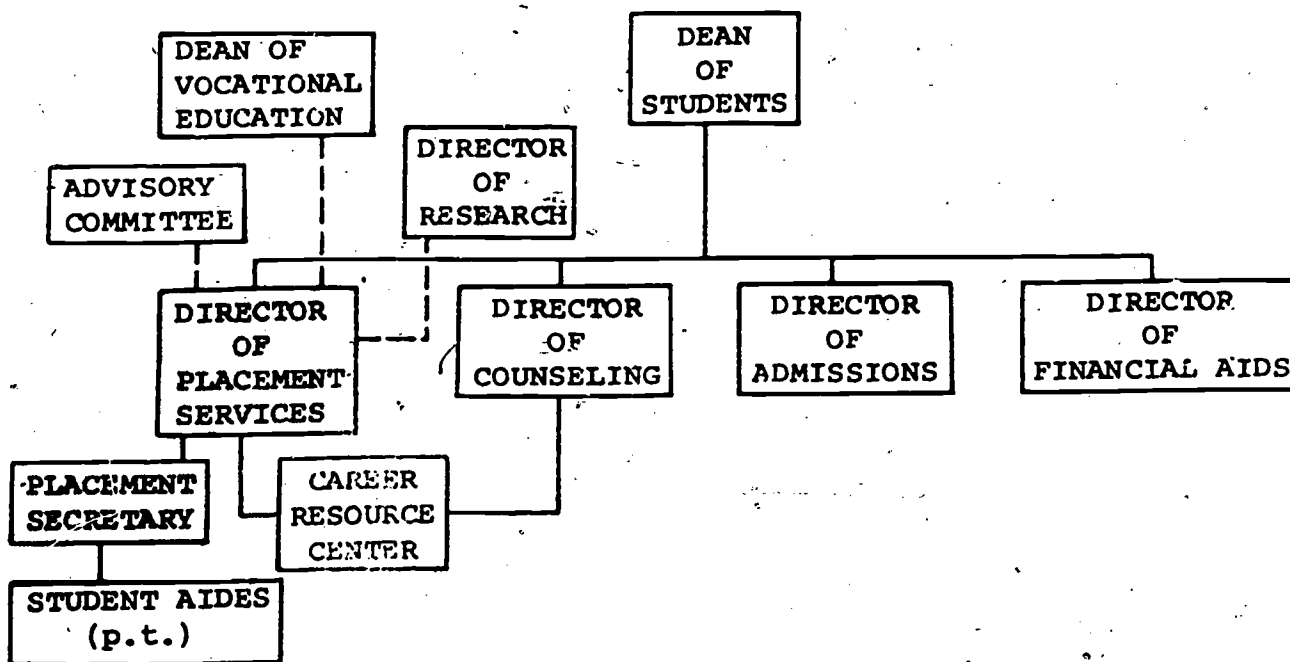 DEAN OF
VOCATIONAL
EDUCATION
DEAN
OF
STUDENTS
ADVISORY
COMMITTEE
DIRECTOR
OF
RESEARCH
DIRECTOR
OF
PLACEMENT
SERVICES
DIRECTOR
OF
COUNSELING
DIRECTOR
OF
ADMISSIONS
DIRECTOR
OF
FINANCIAL AIDS
PLACEMENT
SECRETARY
CAREER
RESOURCE
CENTER
STUDENT AIDES
(p.t.)